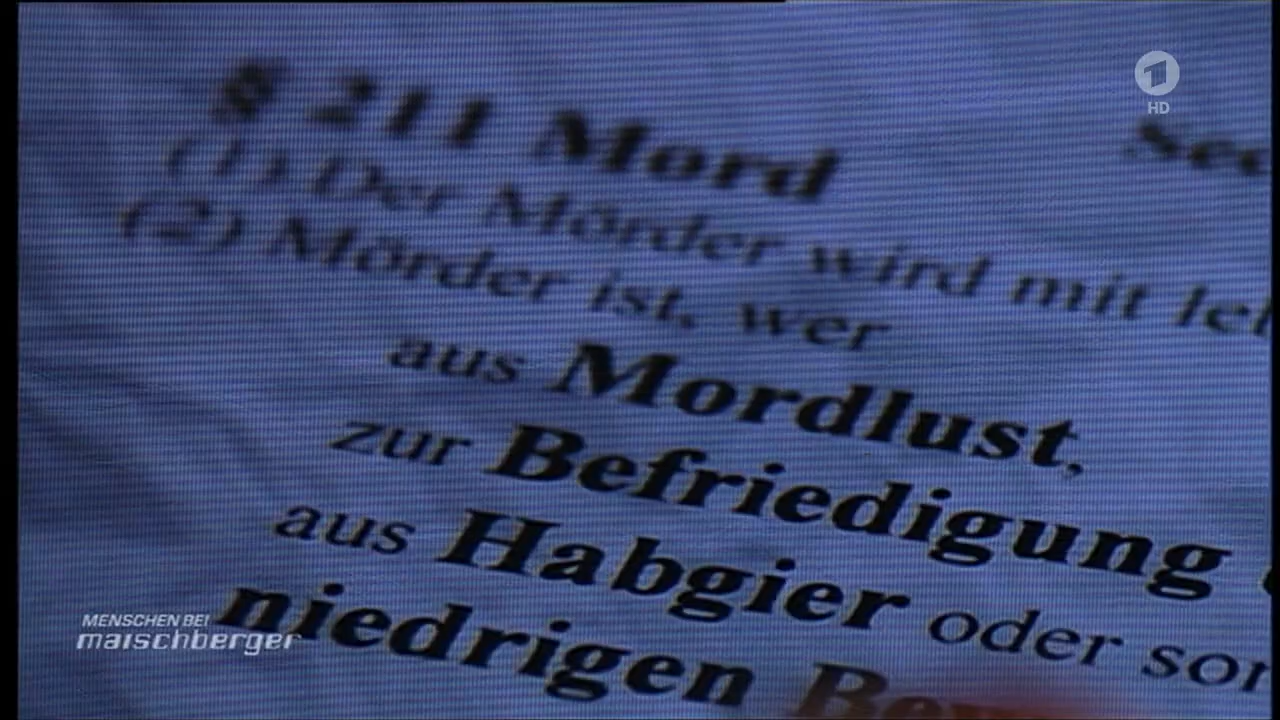 § 211 Mord
(1) Der Mörder wird mit
(2) Mörder ist, wer
aus Mordlust,
zur Befriedigung
aus Habgier oder
niedrigen
1
HD
MENSCHEN BEI
maischberger